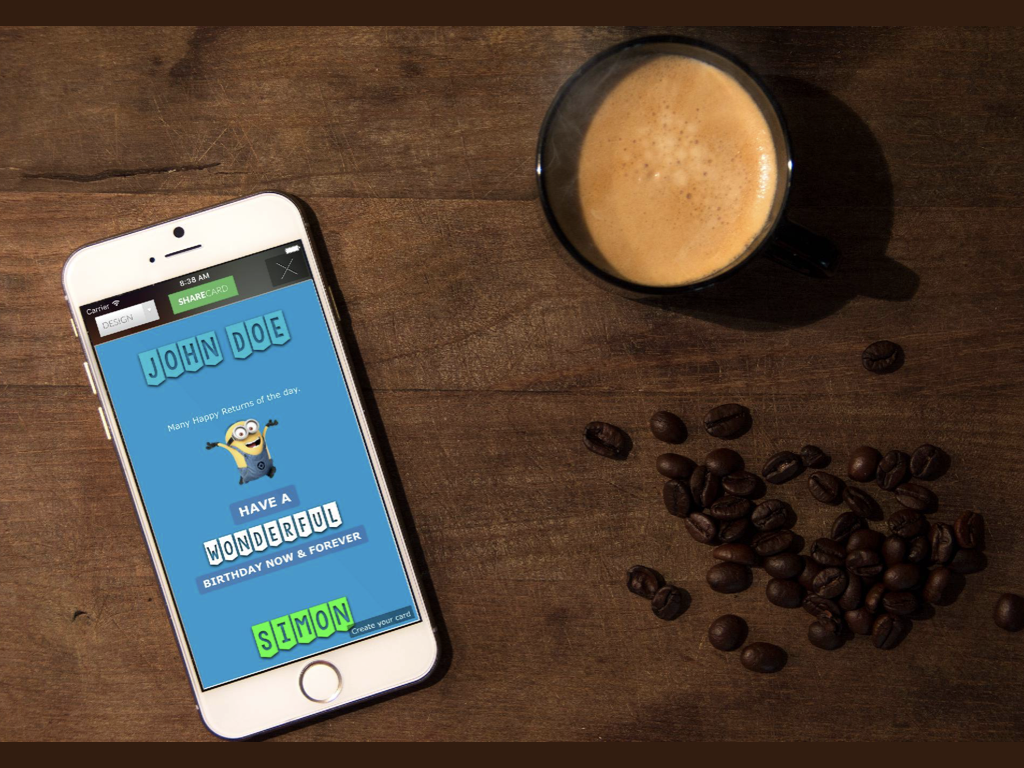 Carrier 8:38 AM
DESIGN SHARECARD
JOHN DOE
Many Happy Returns of the day.
HAVE A
WONDERFUL
BIRTHDAY NOW & FOREVER
SIMON
Create your card